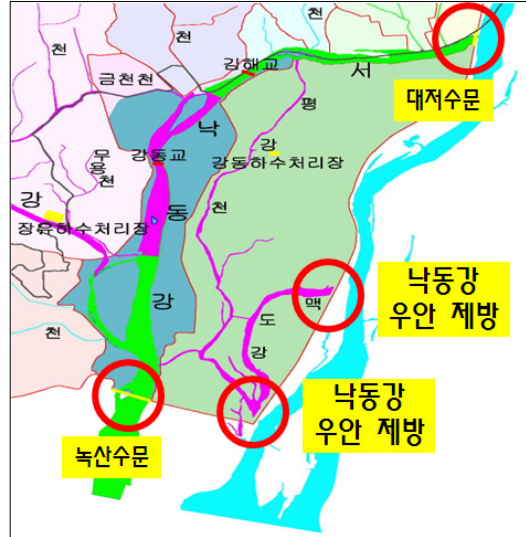 천
천
천
천
금천천
김해교
서
대저수문
평
낙
무용천
강동교
강
강동하수처리장
강
동
천
장유하수처리장
낙동강
우안 제방
맥
도
강
강
천
낙동강
우안 제방
녹산수문